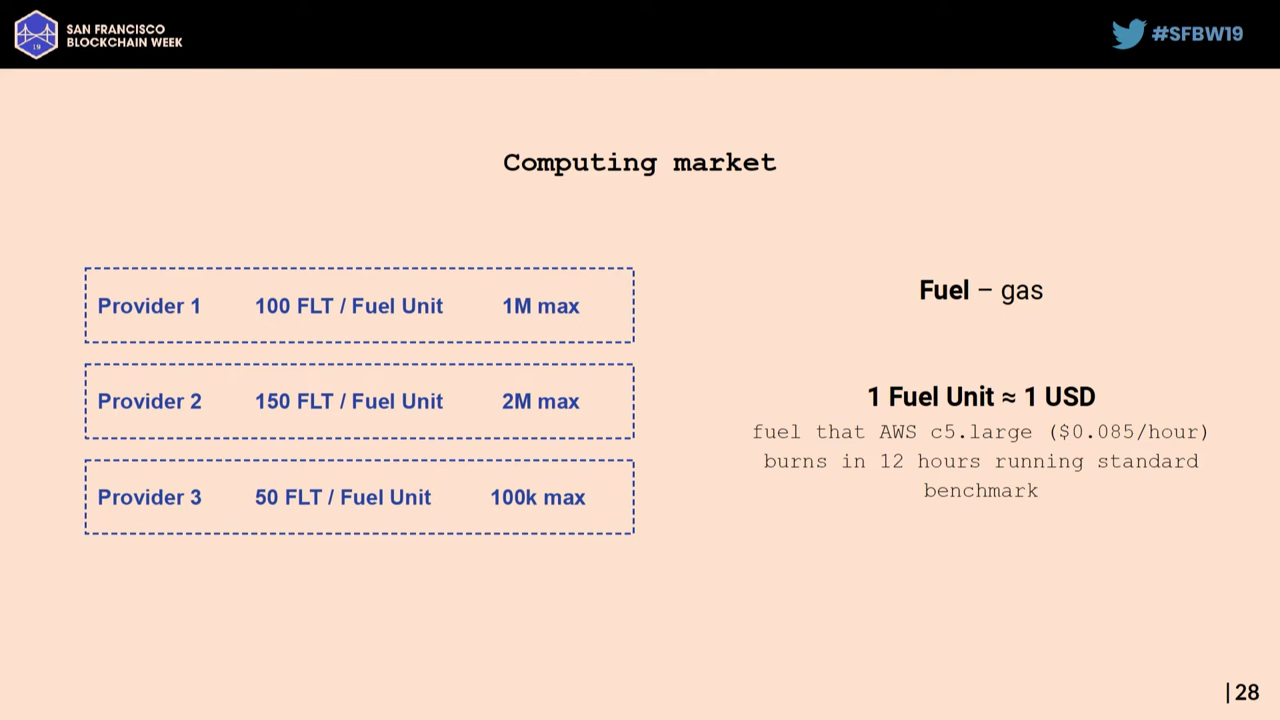 SAN FRANCISCO
BLOCKCHAIN WEEK
19
#SFBW19
Computing market
Provider 1 100 FLT / Fuel Unit 1M max
Provider 2 150 FLT / Fuel Unit 2M max
Provider 3 50 FLT / Fuel Unit 100k max
Fuel – gas
1 Fuel Unit ≈ 1 USD
fuel that AWS c5.large ($0.085/hour)
burns in 12 hours running standard
benchmark
|28